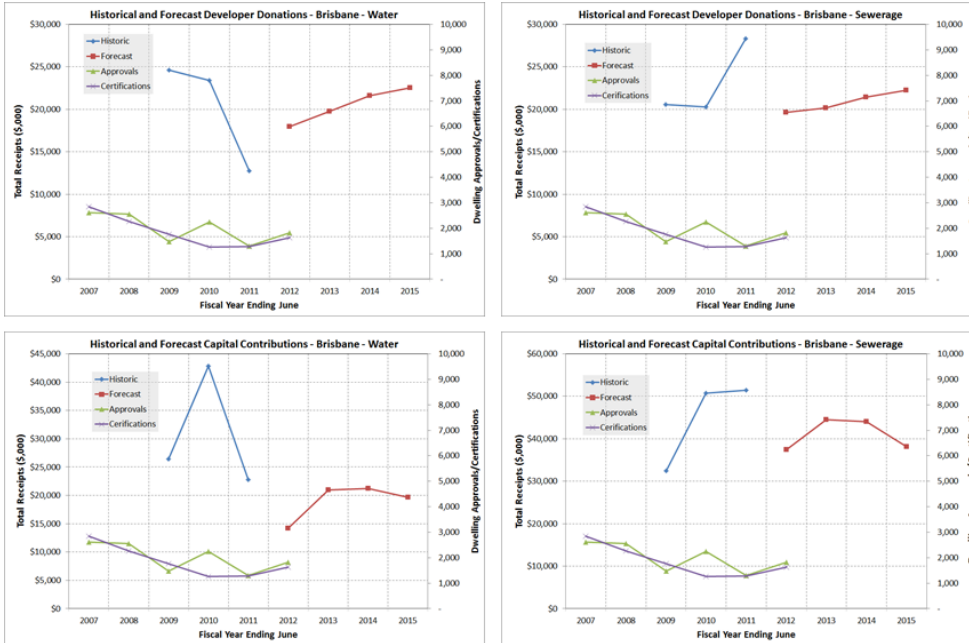 Historical and Forecast Developer Donations - Brisbane - Water
$30,000
$25,000
$20,000
$15,000
$10,000
$5,000
$0
10,000
9,000
8,000
7,000
6,000
5,000
4,000
3,000
2,000
1,000
-
Historic
Forecast
Approvals
Cerifications
Total Receipts ($,000)
Dwelling Approvals/Certifications
2007 2008 2009 2010 2011 2012 2013 2014 2015
Fiscal Year Ending June
Historical and Forecast Developer Donations - Brisbane - Sewerage
$30,000
$25,000
$20,000
$15,000
$10,000
$5,000
$0
10,000
9,000
8,000
7,000
6,000
5,000
4,000
3,000
2,000
1,000
-
Historic
Forecast
Approvals
Cerifications
Total Receipts ($,000)
2007 2008 2009 2010 2011 2012 2013 2014 2015
Fiscal Year Ending June
Historical and Forecast Capital Contributions - Brisbane - Water
$45,000
$40,000
$35,000
$30,000
$25,000
$20,000
$15,000
$10,000
$5,000
$0
10,000
9,000
8,000
7,000
6,000
5,000
4,000
3,000
2,000
1,000
-
Historic
Forecast
Approvals
Cerifications
Total Receipts ($,000)
Dwelling Approvals/Certifications
2007 2008 2009 2010 2011 2012 2013 2014 2015
Fiscal Year Ending June
Historical and Forecast Capital Contributions - Brisbane - Sewerage
$60,000
$50,000
$40,000
$30,000
$20,000
$10,000
$0
10,000
9,000
8,000
7,000
6,000
5,000
4,000
3,000
2,000
1,000
-
Historic
Forecast
Approvals
Cerifications
Total Receipts ($,000)
2007 2008 2009 2010 2011 2012 2013 2014 2015
Fiscal Year Ending June